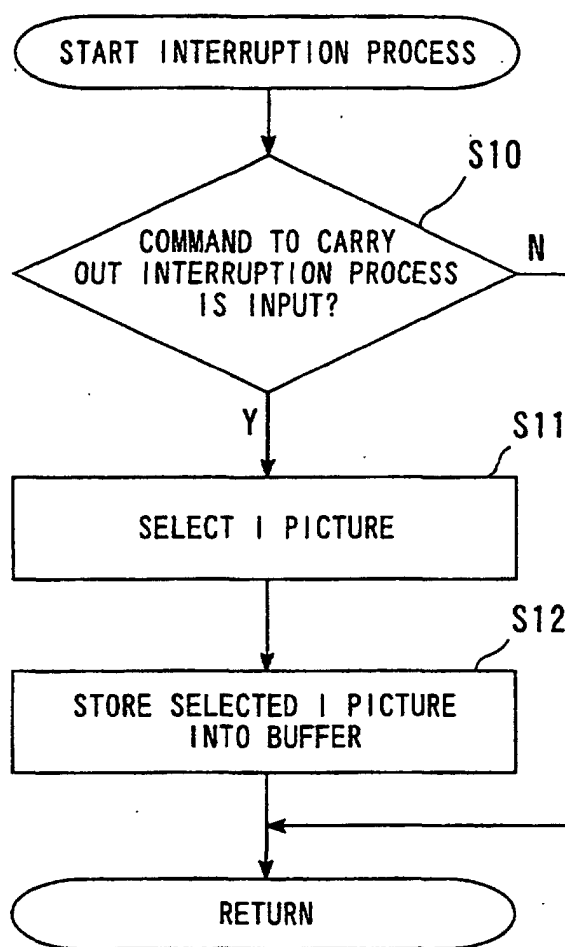 START INTERRUPTION PROCESS
S10
COMMAND TO CARRY
OUT INTERRUPTION PROCESS
IS INPUT?
N
Y
S11
SELECT I PICTURE
S12
STORE SELECTED I PICTURE
INTO BUFFER
RETURN